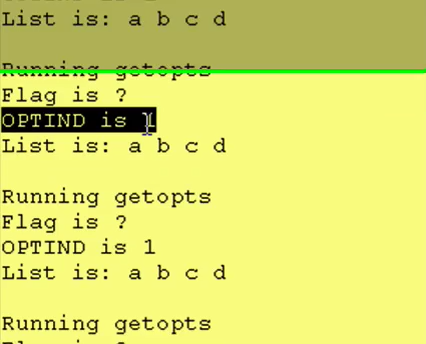 List is: a b c d
Running getopts
Flag is ?
OPTIND is 1
List is: a b c d
Running getopts
Flag is ?
OPTIND is 1
List is: a b c d
Running getopts